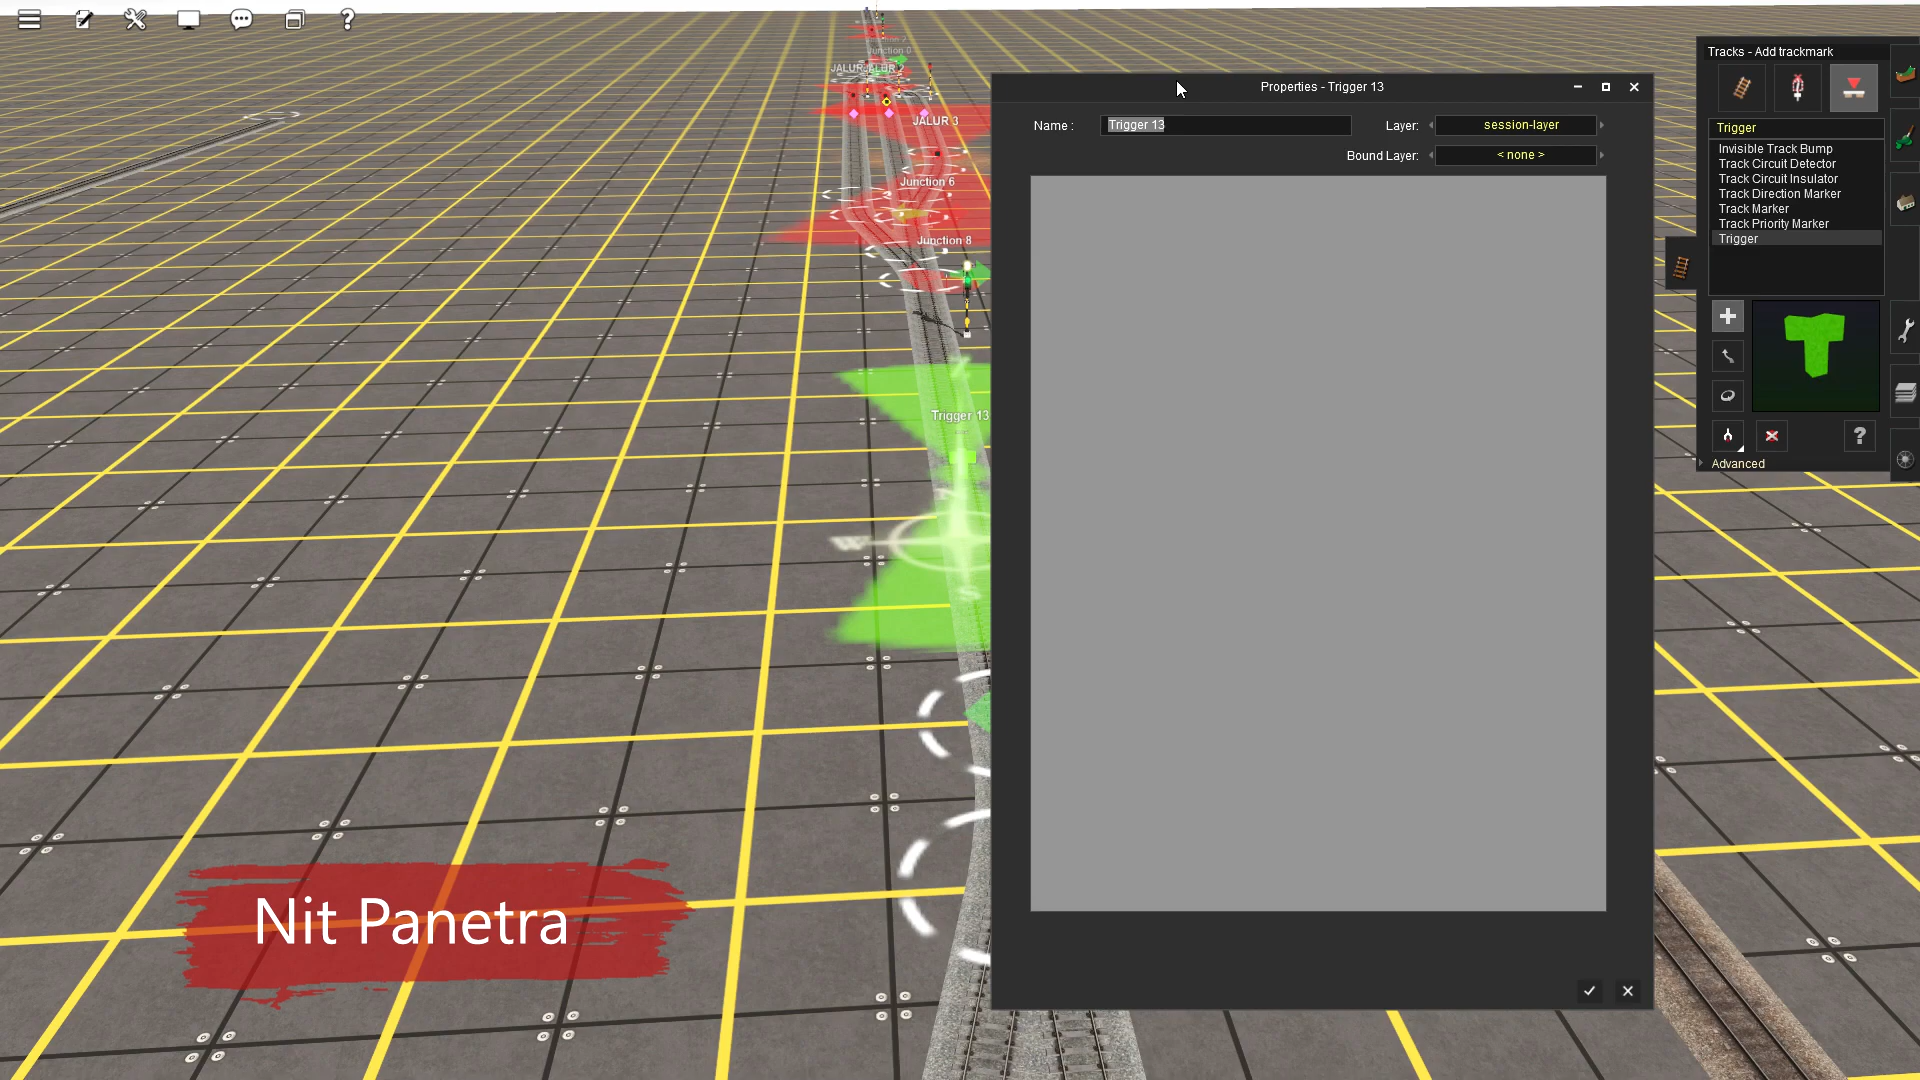 Tracks - Add trackmark
Properties - Trigger 13
Name :
Trigger 13
Layer:
session-layer
Bound Layer:
< none >
Trigger
Invisible Track Bump
Track Circuit Detector
Track Circuit Insulator
Track Direction Marker
Track Marker
Track Priority Marker
Trigger
Advanced
Junction 0
JALUR 3
Junction 6
Junction 8
Trigger 13
W
S
Nit Panetra